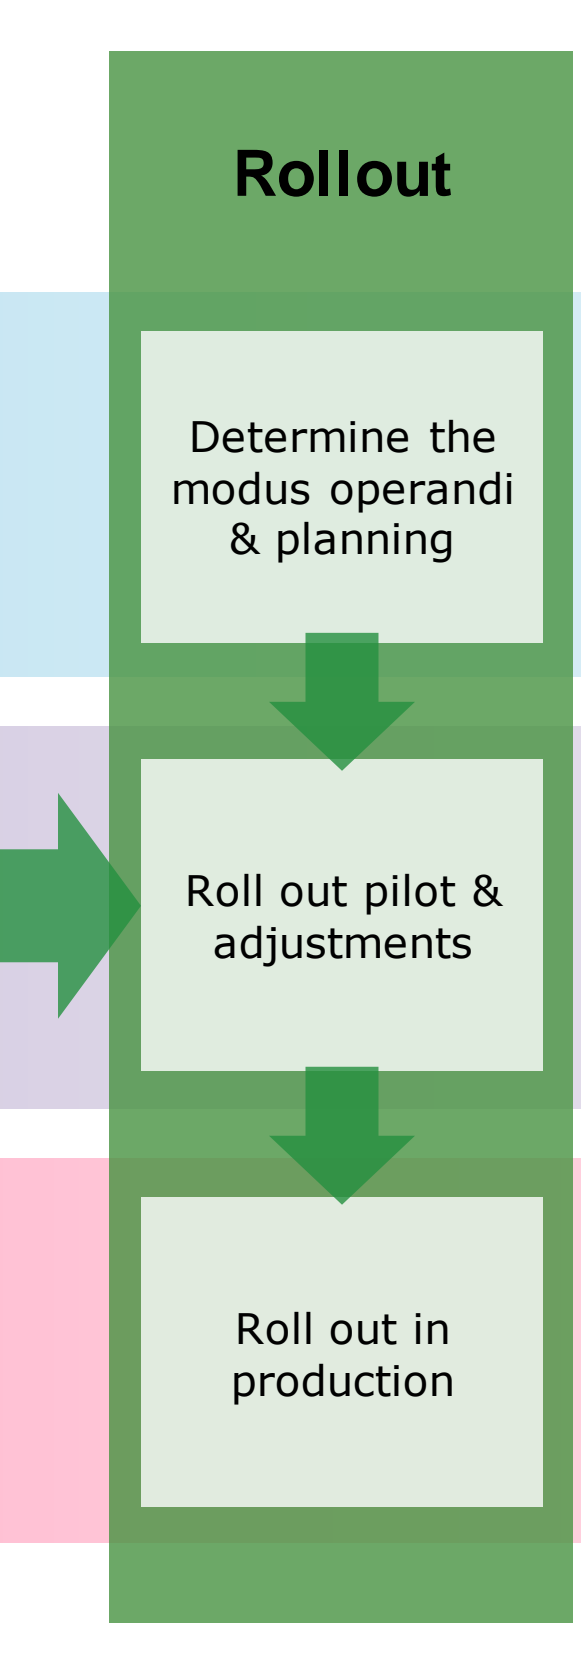 Rollout
Determine the
modus operandi
& planning
Roll out pilot &
adjustments
Roll out in
production